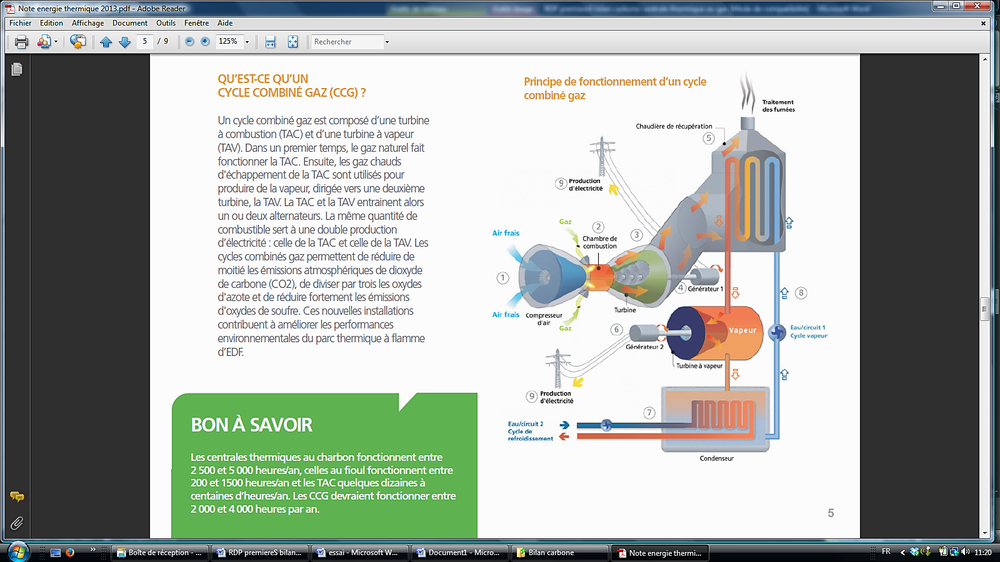 Note energie thermique 2013.pdf - Adobe Reader
Fichier Edition Affichage Document Outils Fenêtre Aide
5 / 9 125% Rechercher
QU'EST-CE QU'UN
CYCLE COMBINÉ GAZ (CCG) ?
Un cycle combiné gaz est composé d'une turbine
à combustion (TAC) et d'une turbine à vapeur
(TAV). Dans un premier temps, le gaz naturel fait
fonctionner la TAC. Ensuite, les gaz chauds
d'échappement de la TAC sont utilisés pour
produire de la vapeur, dirigée vers une deuxième
turbine, la TAV. La TAC et la TAV entrainent alors
un ou deux alternateurs. La même quantité de
combustible sert à une double production
d'électricité : celle de la TAC et celle de la TAV. Les
cycles combinés gaz permettent de réduire de
moitié les émissions atmosphériques de dioxyde
de carbone (CO2), de diviser par trois les oxydes
d'azote et de réduire fortement les émissions
d'oxydes de soufre. Ces nouvelles installations
contribuent à améliorer les performances
environnementales du parc thermique à flamme
d'EDF.
BON À SAVOIR
Les centrales thermiques au charbon fonctionnent entre
2 500 et 5 000 heures/an, celles au fioul fonctionnent entre
200 et 1500 heures/an et les TAC quelques dizaines à
centaines d'heures/an. Les CCG devraient fonctionner entre
2 000 et 4 000 heures par an.
Principe de fonctionnement d'un cycle
combiné gaz
Traitement
des fumées
Chaudière de récupération
5
9 Production
d'électricité
Gaz
2
Chambre de
combustion
3
Air frais
1
4
Générateur 1
8
Turbine
Air frais
Compresseur
d'air
Gaz
6
Générateur 2
Vapeur
Eau/circuit 1
Cycle vapeur
Turbine à vapeur
9 Production
d'électricité
7
Eau/circuit 2
Cycle de
refroidissement
Condenseur
5
Boîte de réception - ...
RDP premiereS bilan...
essai - Microsoft W...
Document1 - Micro...
Bilan carbone
Note energie thermi...
FR
11:20